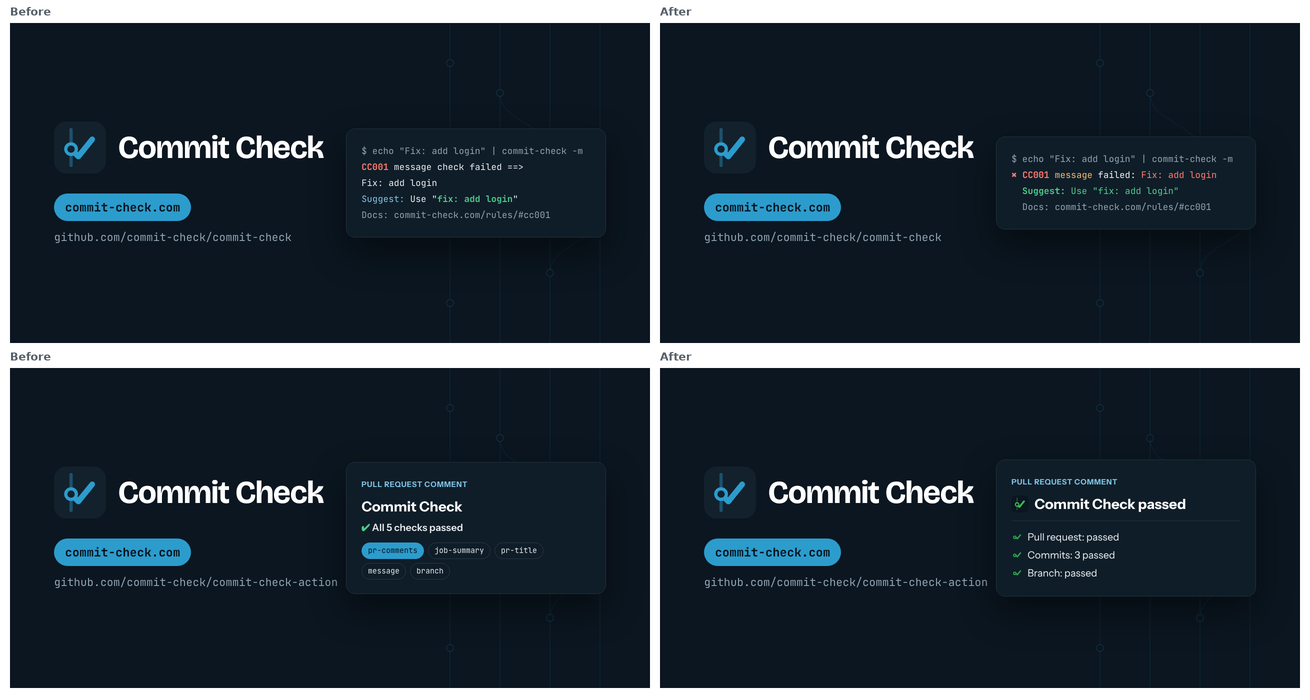 Before
Commit Check
commit-check.com
github.com/commit-check/commit-check
$ echo "Fix: add login" | commit-check -m
CC001 message check failed ==>
Fix: add login
Suggest: Use "fix: add login"
Docs: commit-check.com/rules/#cc001
After
Commit Check
commit-check.com
github.com/commit-check/commit-check
$ echo "Fix: add login" | commit-check -m
✖ CC001 message failed: Fix: add login
Suggest: Use "fix: add login"
Docs: commit-check.com/rules/#cc001
Before
Commit Check
commit-check.com
github.com/commit-check/commit-check-action
PULL REQUEST COMMENT
Commit Check
✔ All 5 checks passed
pr-comments job-summary pr-title
message branch
After
Commit Check
commit-check.com
github.com/commit-check/commit-check-action
PULL REQUEST COMMENT
Commit Check passed
Pull request: passed
Commits: 3 passed
Branch: passed